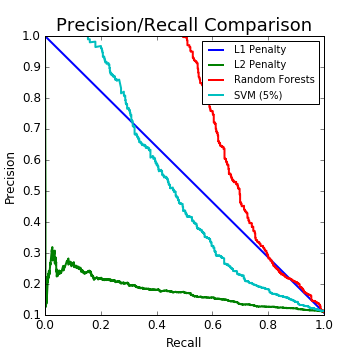 Precision/Recall Comparison
1.0
0.9
0.8
0.7
0.6
0.5
0.4
0.3
0.2
0.1
Precision
L1 Penalty
L2 Penalty
Random Forests
SVM (5%)
0.0 0.2 0.4 0.6 0.8 1.0
Recall